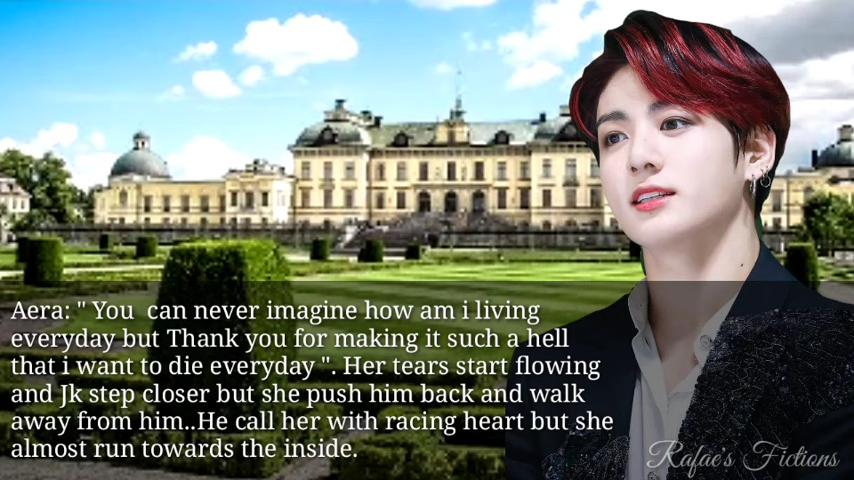 Aera: " You can never imagine how am i living
everyday but Thank you for making it such a hell
that i want to die everyday ". Her tears start flowing
and Jk step closer but she push him back and walk
away from him..He call her with racing heart but she
almost run towards the inside.
Rafae's Fictions